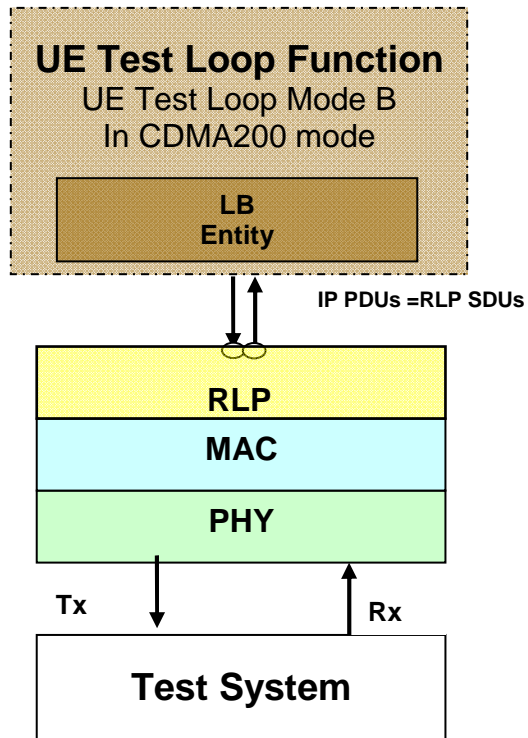 UE Test Loop Function
UE Test Loop Mode B
In CDMA200 mode
LB
Entity
IP PDUs =RLP SDUs
RLP
MAC
PHY
Tx
Rx
Test System